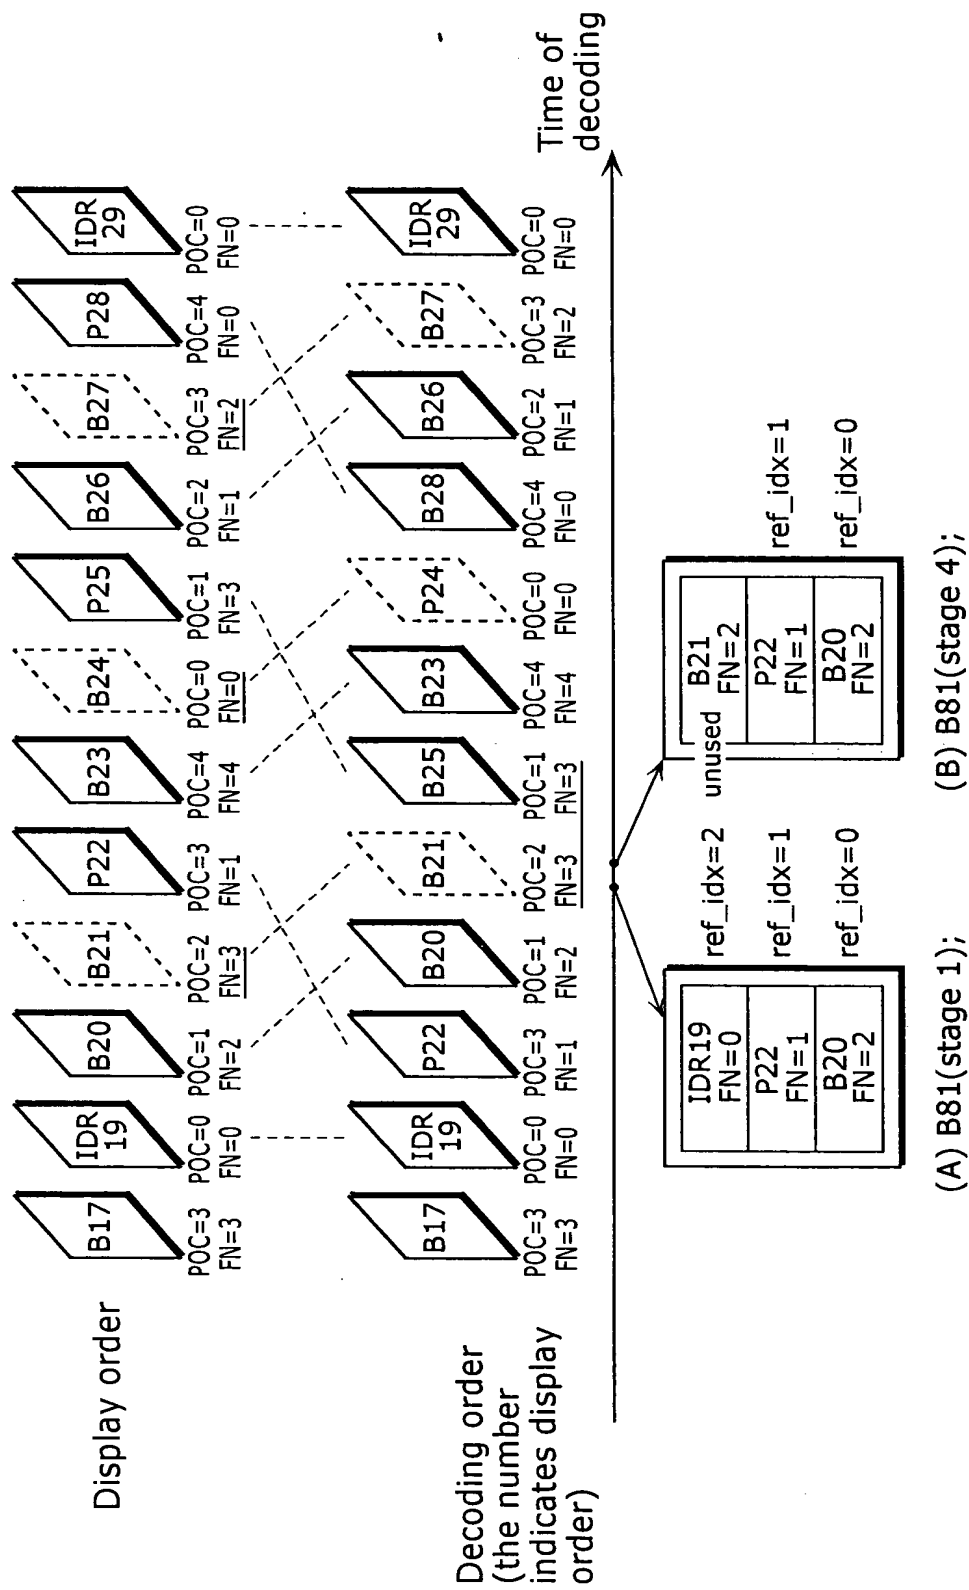 Display order
B17
POC=3
FN=3
IDR
19
POC=0
FN=0
B20
POC=1
FN=2
B21
POC=2
FN=3
P22
POC=3
FN=1
B23
POC=4
FN=4
B24
POC=0
FN=0
P25
POC=1
FN=3
B26
POC=2
FN=1
B27
POC=3
FN=2
P28
POC=4
FN=0
IDR
29
POC=0
FN=0
Decoding order
(the number
indicates display
order)
B17
POC=3
FN=3
IDR
19
POC=0
FN=0
P22
POC=3
FN=1
B20
POC=1
FN=2
B21
POC=2
FN=3
B25
POC=1
FN=3
B23
POC=4
FN=4
P24
POC=0
FN=0
B28
POC=4
FN=0
B26
POC=2
FN=1
B27
POC=3
FN=2
IDR
29
POC=0
FN=0
Time of
decoding
IDR19
FN=0
ref_idx=2
P22
FN=1
ref_idx=1
B20
FN=2
ref_idx=0
(A) B81(stage 1);
unused
B21
FN=2
P22
FN=1
ref_idx=1
B20
FN=2
ref_idx=0
(B) B81(stage 4);